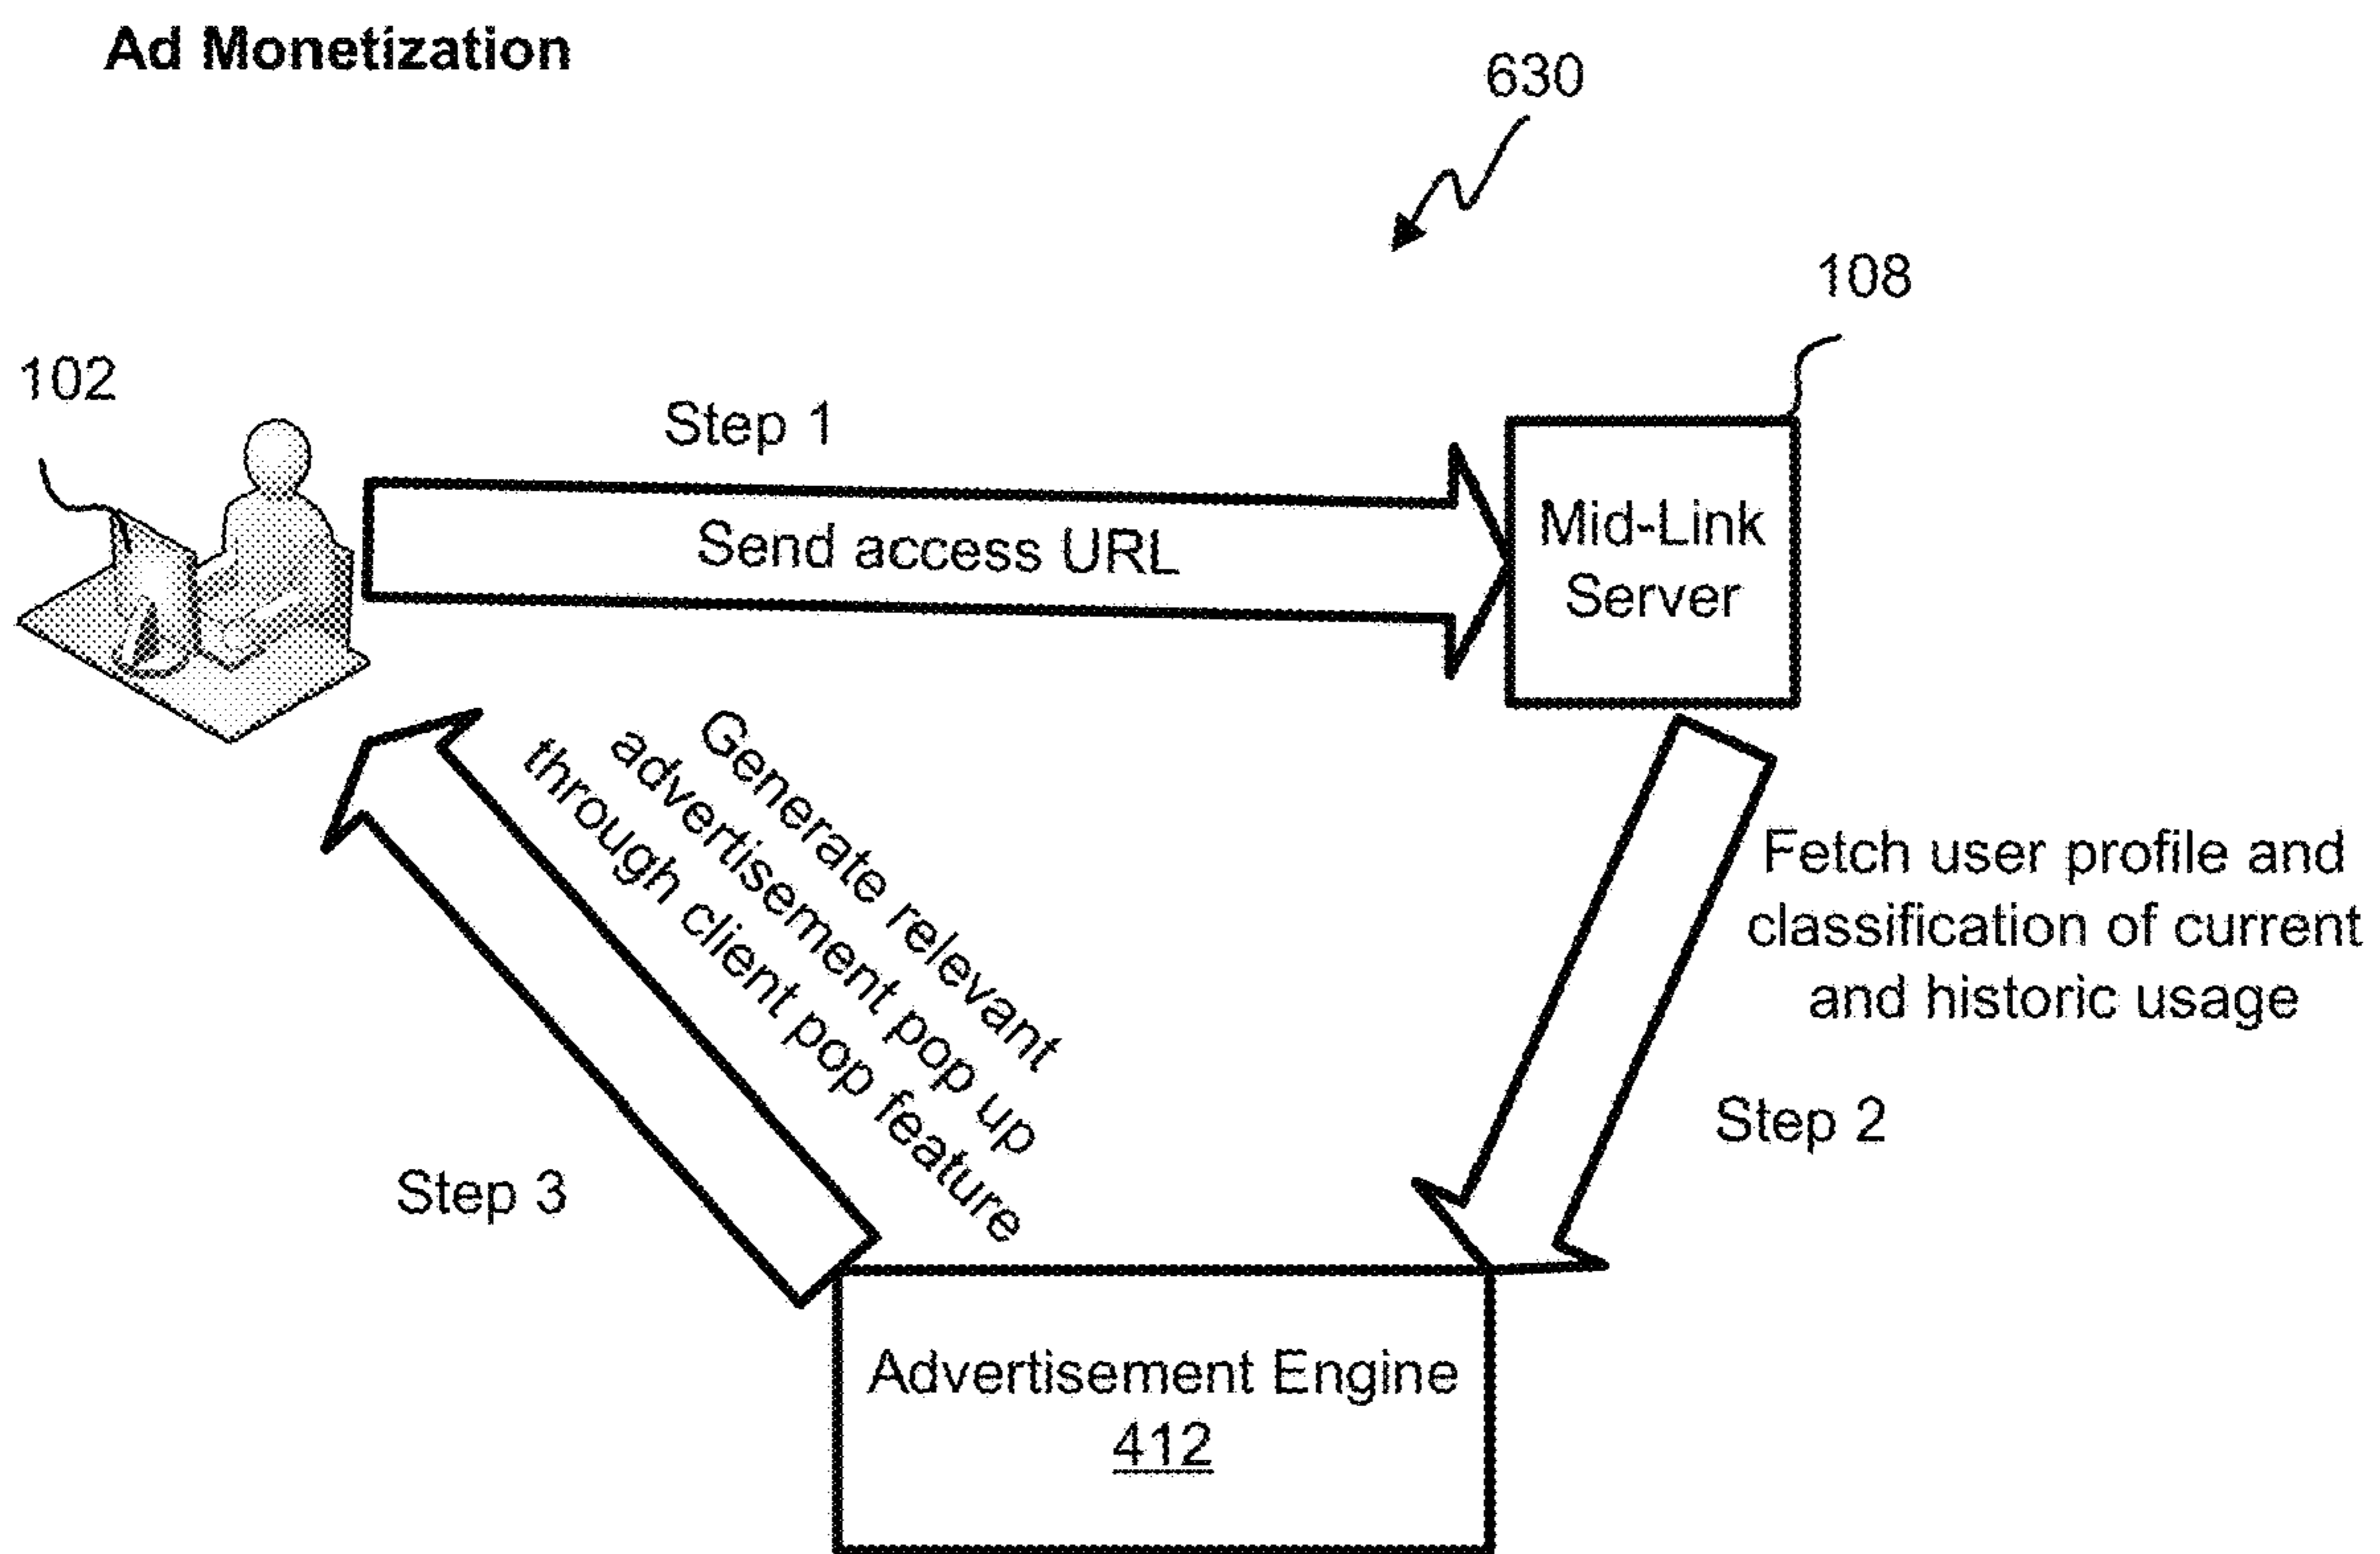 Ad Monetization
630
108
102
Step 1
Send access URL
Mid-Link
Server
Generate relevant
advertisement pop up
through client pop feature
Fetch user profile and
classification of current
and historic usage
Step 2
Step 3
Advertisement Engine
412